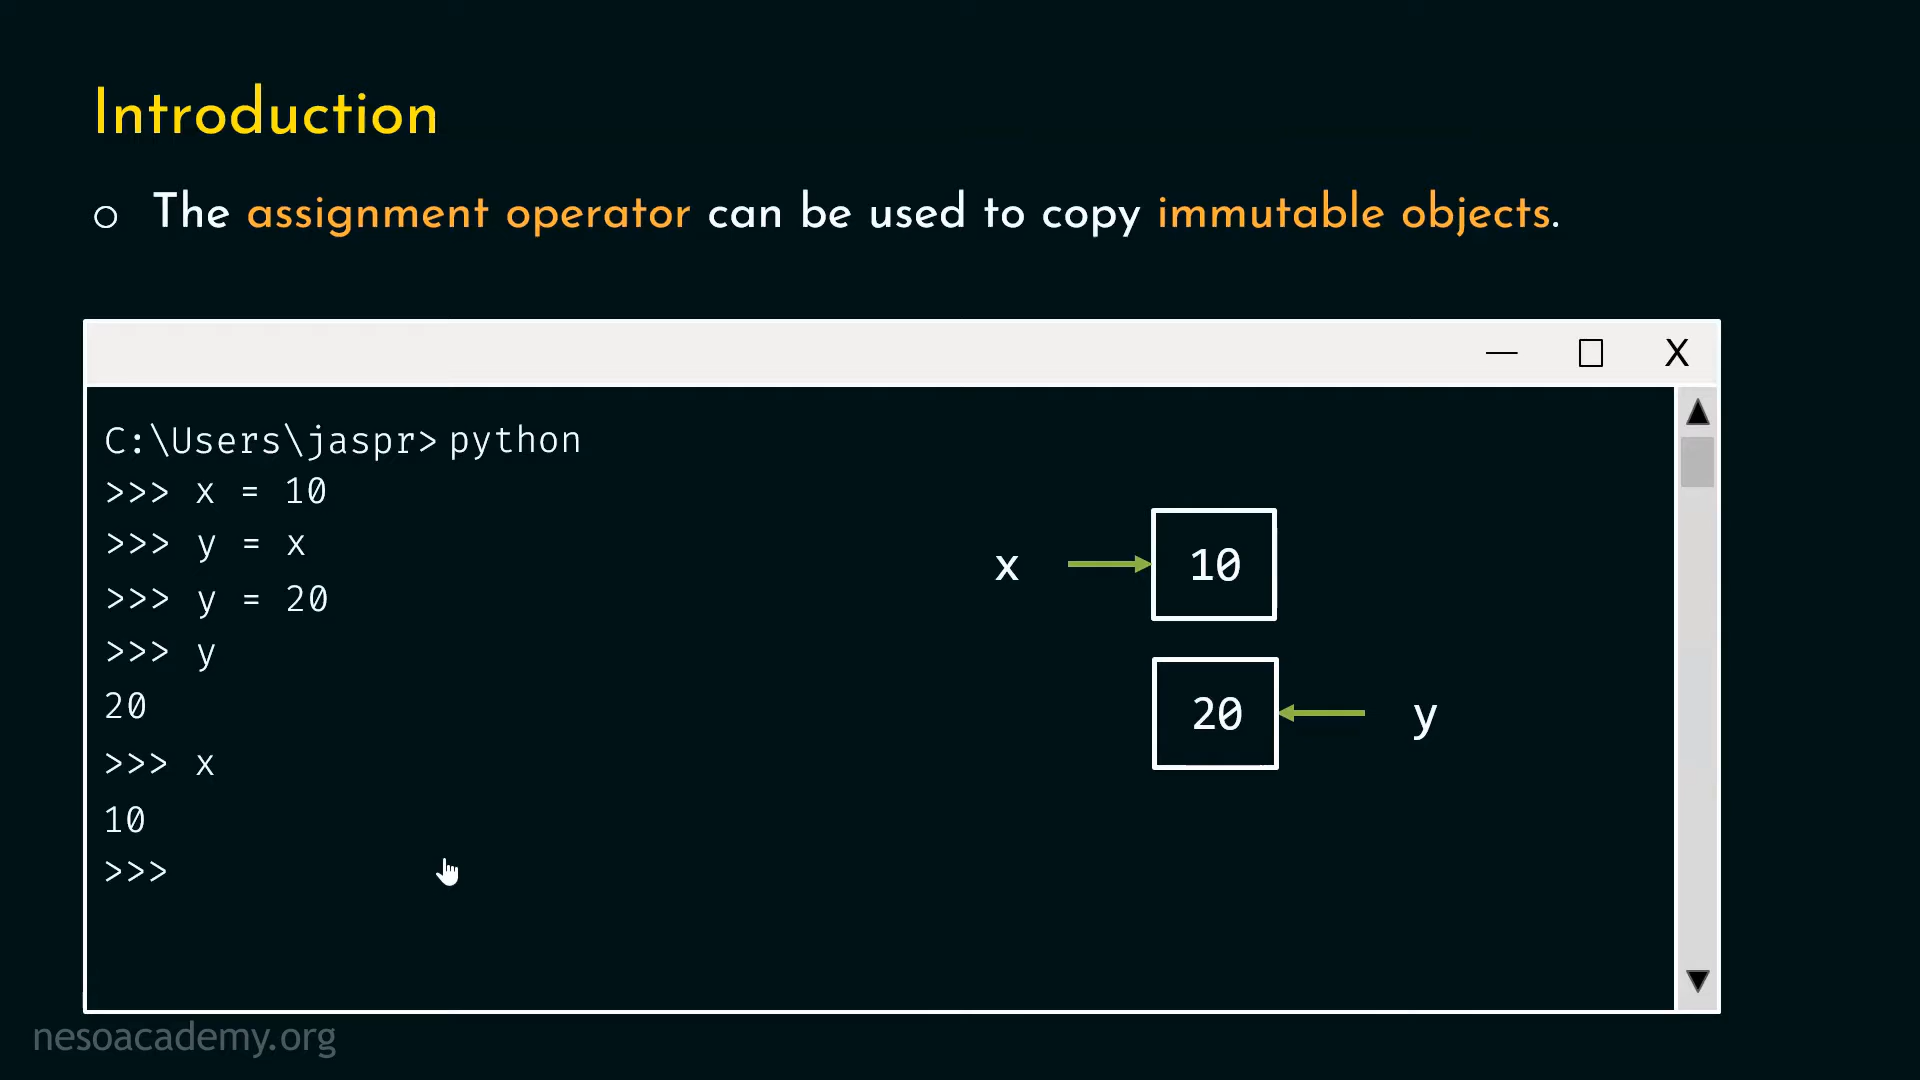 Introduction
○ The assignment operator can be used to copy immutable objects.
X
C:\Users\jaspr> python
>>> x = 10
>>> y = x
>>> y = 20
>>> y
20
>>> x
10
>>>
x
10
20
y
nesoacademy.org